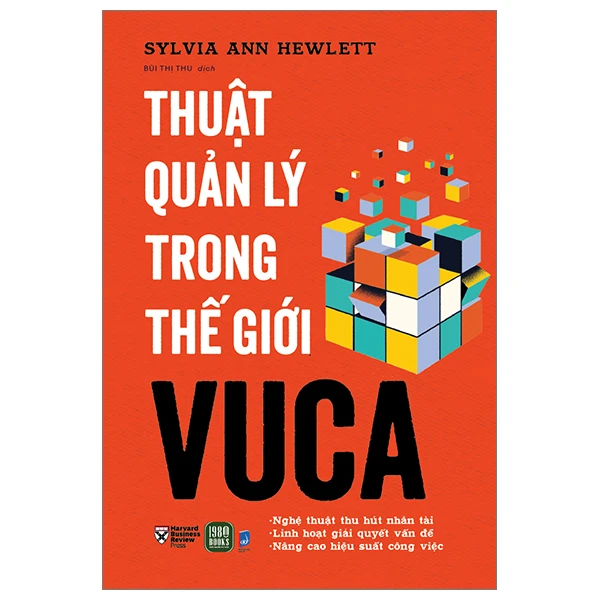 SYLVIA ANN HEWLETT
BÙI THỊ THU dịch
THUẬT
QUẢN LÝ
TRONG
THẾ GIỚI
VUCA
•Nghệ thuật thu hút nhân tài
•Linh hoạt giải quyết vấn đề
•Nâng cao hiệu suất công việc
Harvard
Business
Review
Press
1980
BOOKS